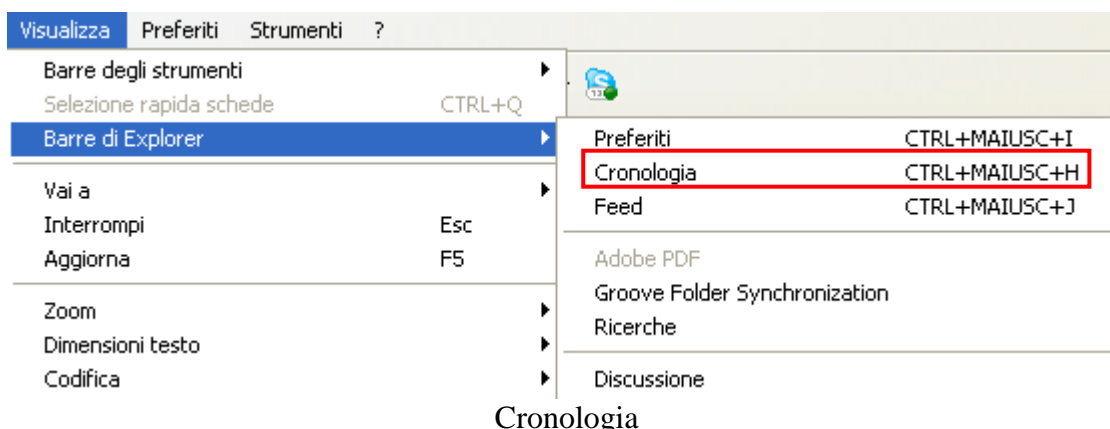 Visualizza Preferiti Strumenti ?
Barre degli strumenti
Selezione rapida schede CTRL+Q
Barre di Explorer
Vai a
Interrompi Esc
Aggiorna F5
Zoom
Dimensioni testo
Codifica
Preferiti CTRL+MAIUSC+I
Cronologia CTRL+MAIUSC+H
Feed CTRL+MAIUSC+J
Adobe PDF
Groove Folder Synchronization
Ricerche
Discussione
Cronologia